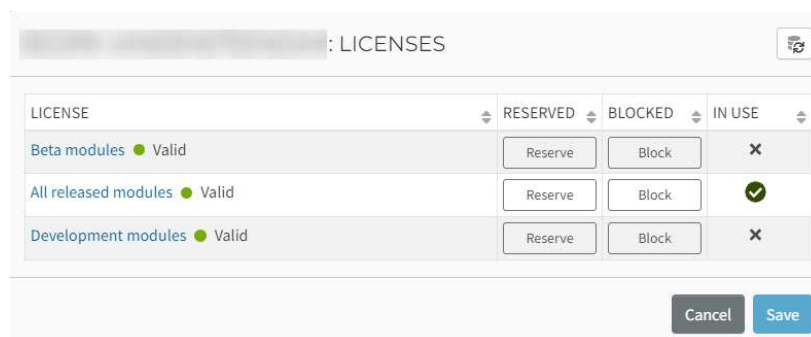 : LICENSES
LICENSE RESERVED BLOCKED IN USE
Beta modules Valid Reserve Block
All released modules Valid Reserve Block
Development modules Valid Reserve Block
Cancel Save